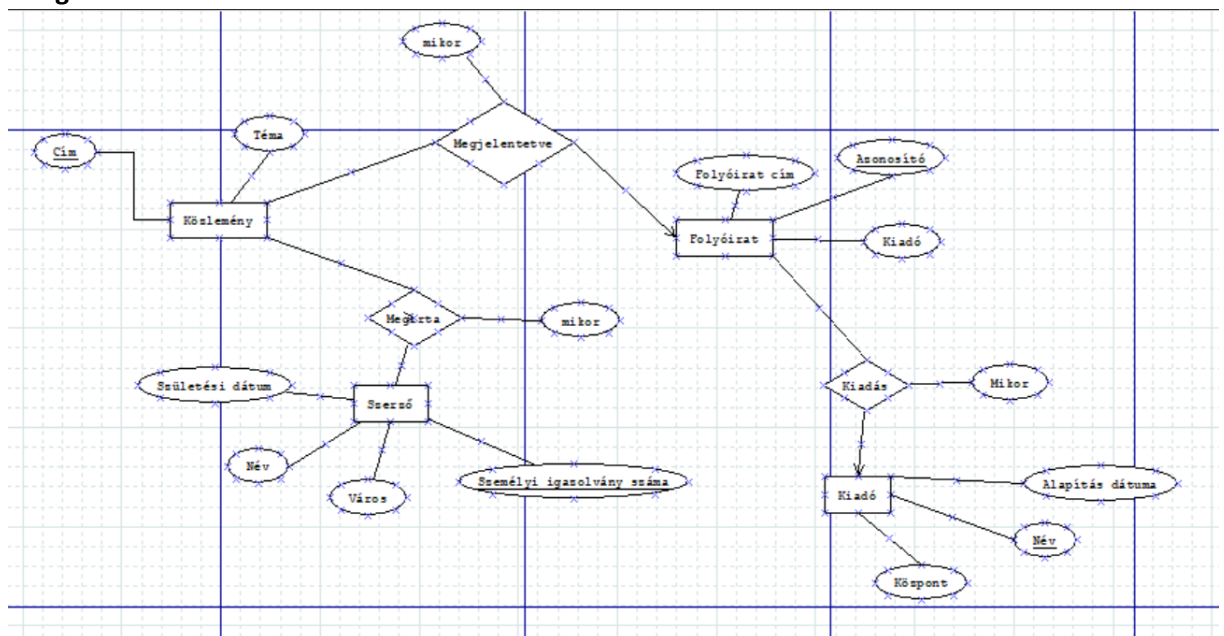 mikor
Téma
Cím
Megjelentetve
Folyóirat cím
Asonosító
Közlemény
Folyóirat
Kiadó
Megírta
mikor
Születési dátum
Szerző
Kiadás
Mikor
Név
Város
Személyi igazolvány száma
Kiadó
Alapítás dátuma
Név
Központ